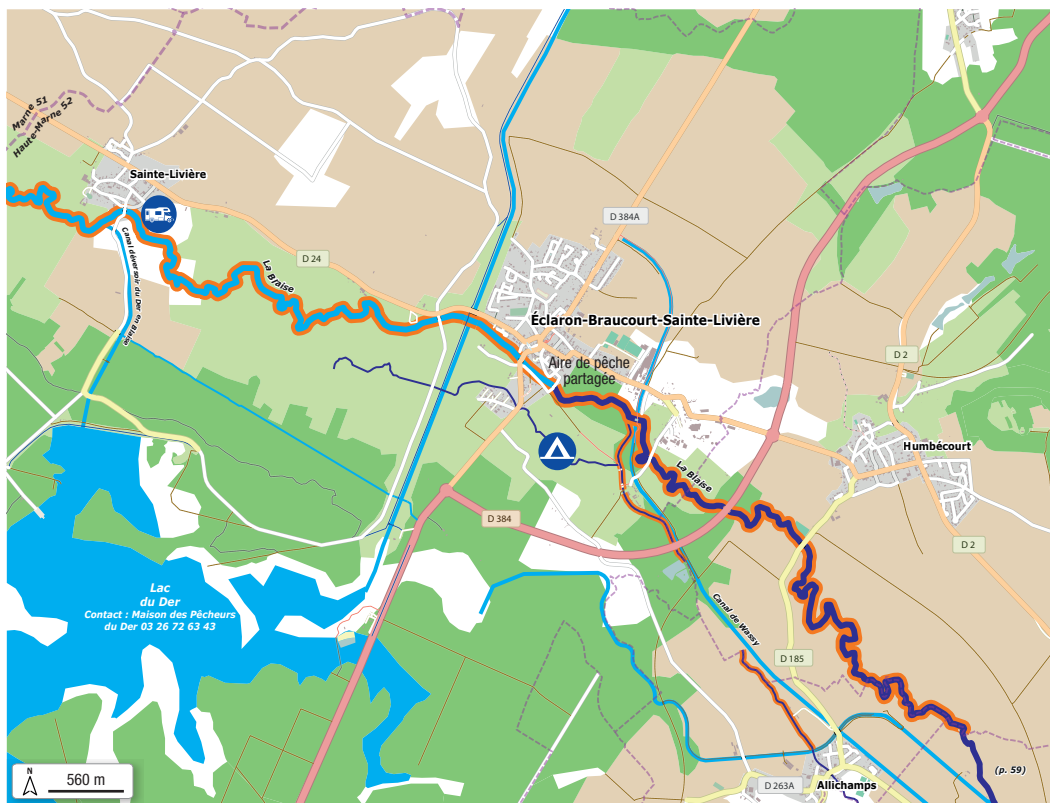 Marne 51
Haute-Marne 52
Sainte-Livière
D 384A
Canal déversoir du Der en Blaise
D 24
La Blaise
Éclaron-Braucourt-Sainte-Livière
D 2
Aire de pêche
partagée
Humbécourt
La Blaise
D 384
D 2
Lac
du Der
Contact : Maison des Pêcheurs
du Der 03 26 72 63 43
Canal de Wassy
D 185
N
560 m
(p. 59)
D 263A
Allichamps